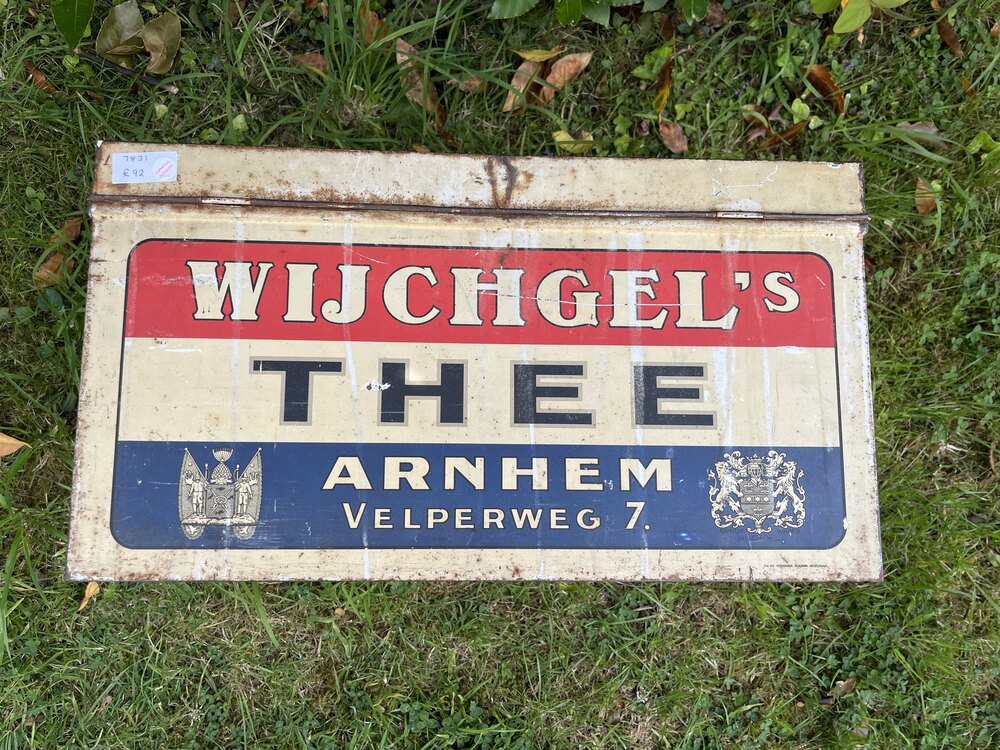 7831
£92
WIJCHGEL'S
THEE
ARNHEM
VELPERWEG 7.